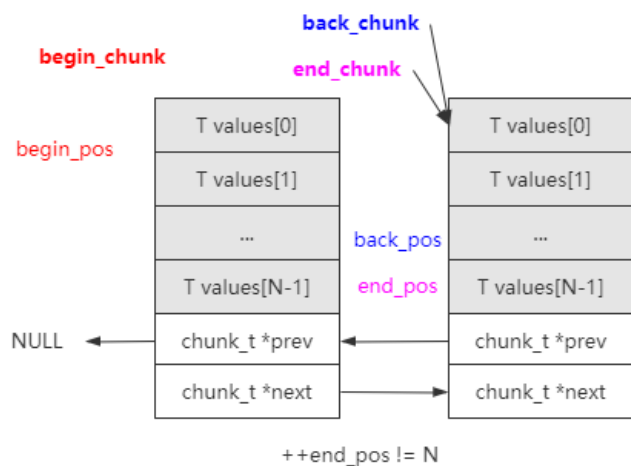 back_chunk
begin_chunk
end_chunk
T values[0]
T values[0]
begin_pos
T values[1]
T values[1]
...
back_pos
...
T values[N-1]
end_pos
T values[N-1]
NULL
chunk_t *prev
chunk_t *prev
chunk_t *next
chunk_t *next
++end_pos != N